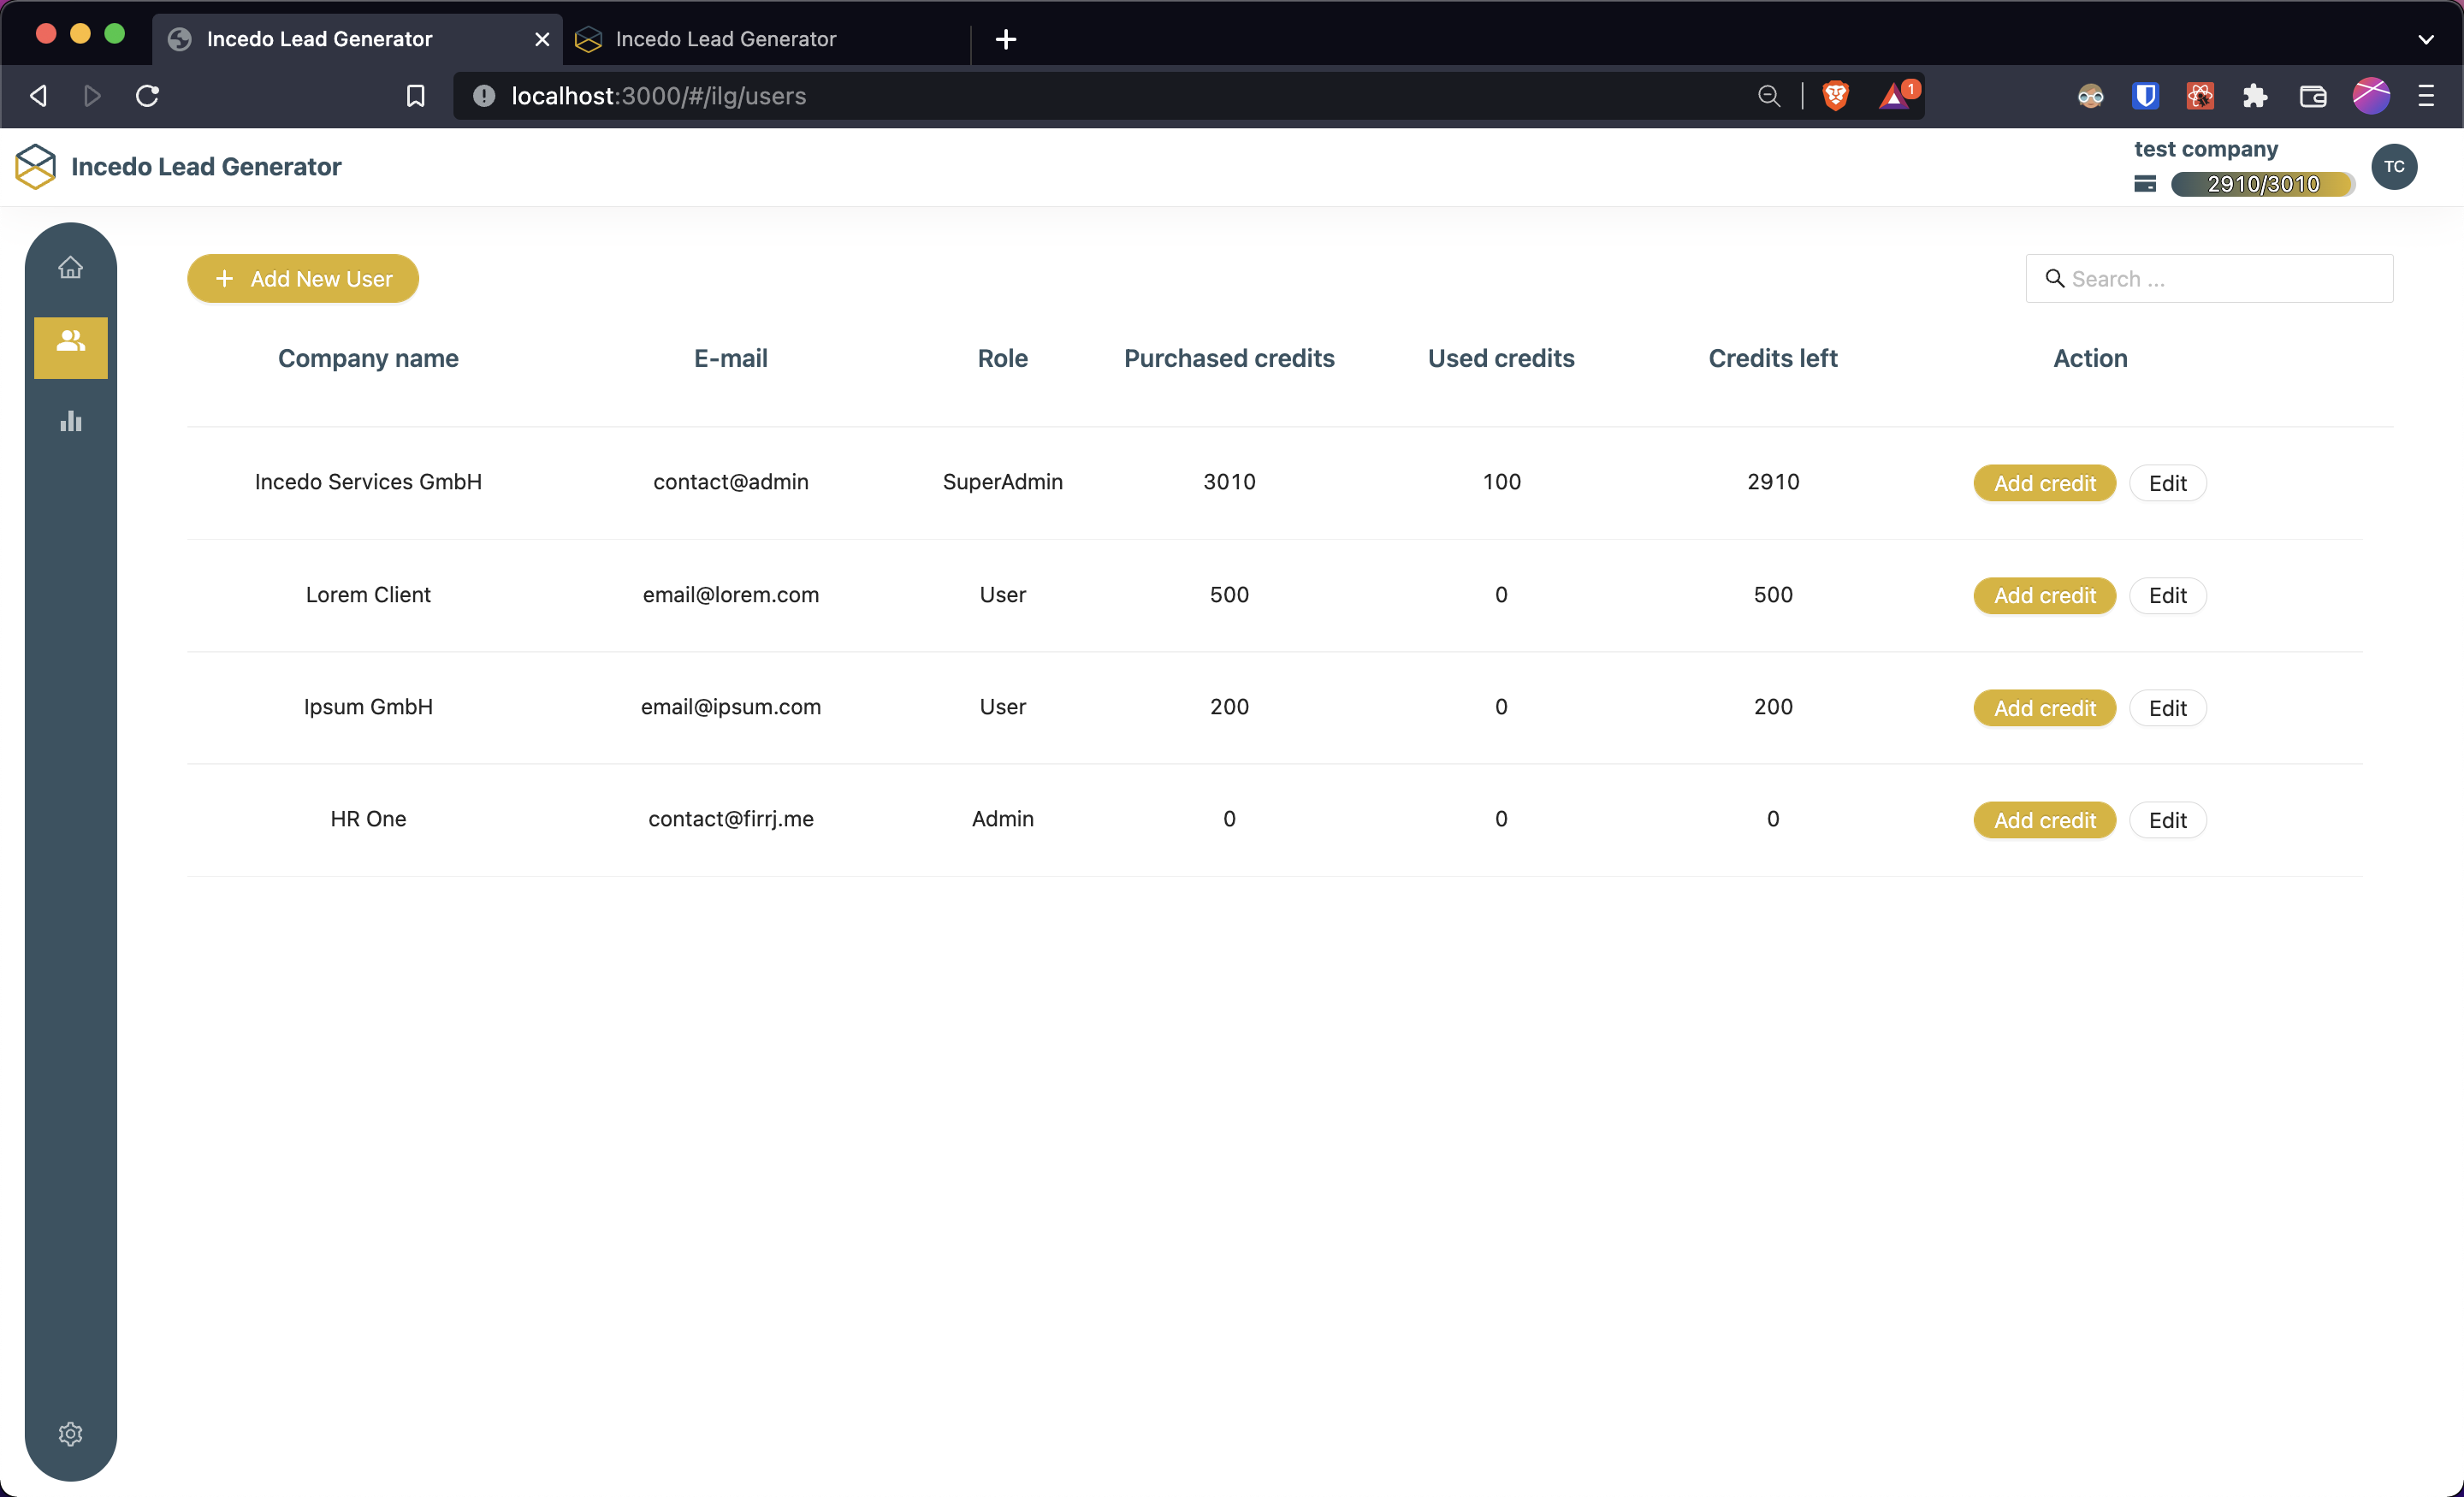 Incedo Lead Generator
Incedo Lead Generator
localhost:3000/#/ilg/users
1
Incedo Lead Generator
test company
2910/3010
TC
Add New User
Search ...
Company name E-mail Role Purchased credits Used credits Credits left Action
Incedo Services GmbH contact@admin SuperAdmin 3010 100 2910 Add credit Edit
Lorem Client email@lorem.com User 500 0 500 Add credit Edit
Ipsum GmbH email@ipsum.com User 200 0 200 Add credit Edit
HR One contact@firrj.me Admin 0 0 0 Add credit Edit